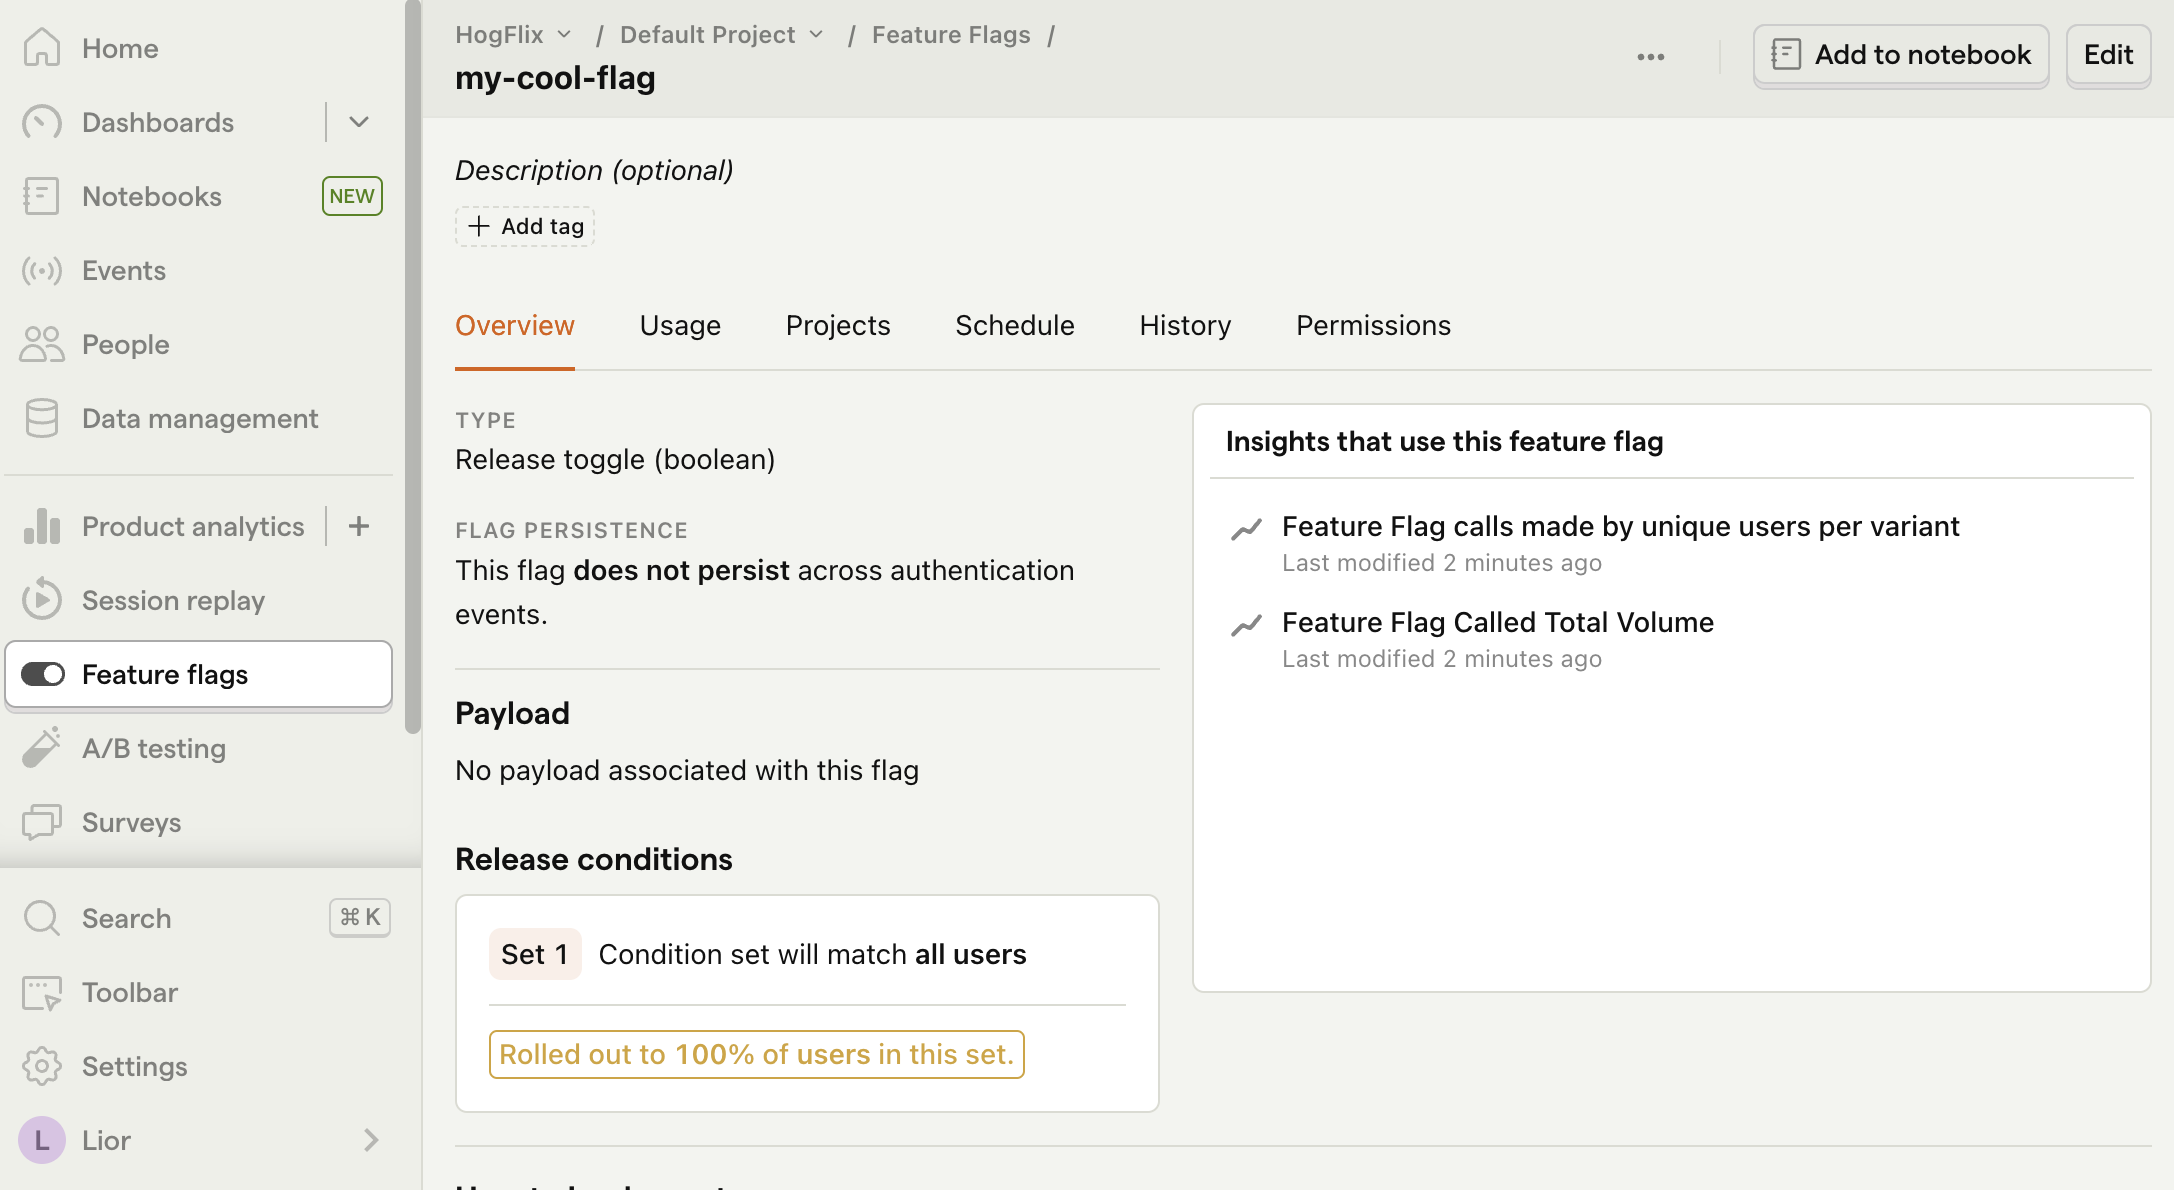 Home
Dashboards
Notebooks
NEW
Events
People
Data management
Product analytics
Session replay
Feature flags
A/B testing
Surveys
Search
⌘ K
Toolbar
Settings
L
Lior
HogFlix / Default Project / Feature Flags /
my-cool-flag
Add to notebook
Edit
Description (optional)
Add tag
Overview
Usage
Projects
Schedule
History
Permissions
TYPE
Release toggle (boolean)
FLAG PERSISTENCE
This flag does not persist across authentication
events.
Payload
No payload associated with this flag
Release conditions
Set 1 Condition set will match all users
Rolled out to 100% of users in this set.
Insights that use this feature flag
Feature Flag calls made by unique users per variant
Last modified 2 minutes ago
Feature Flag Called Total Volume
Last modified 2 minutes ago